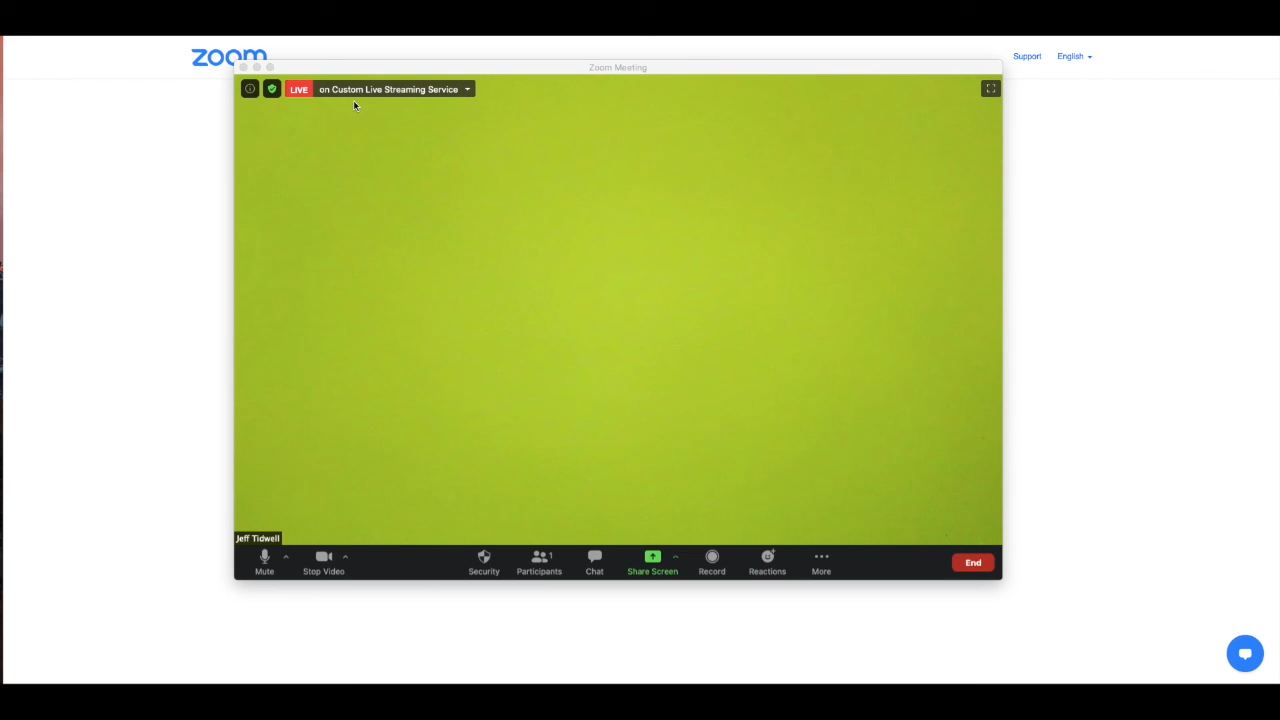 zoom
Support
English
Zoom Meeting
LIVE on Custom Live Streaming Service
Jeff Tidwell
1
Mute
Stop Video
Security
Participants
Chat
Share Screen
Record
Reactions
More
End